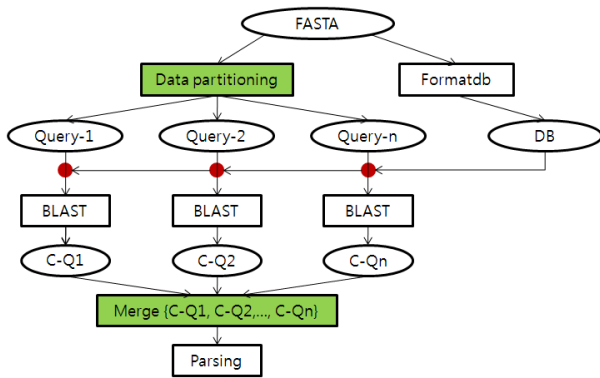 FASTA
Data partitioning
Formatdb
Query-1
Query-2
Query-n
DB
BLAST
BLAST
BLAST
C-Q1
C-Q2
C-Qn
Merge {C-Q1, C-Q2,..., C-Qn}
Parsing